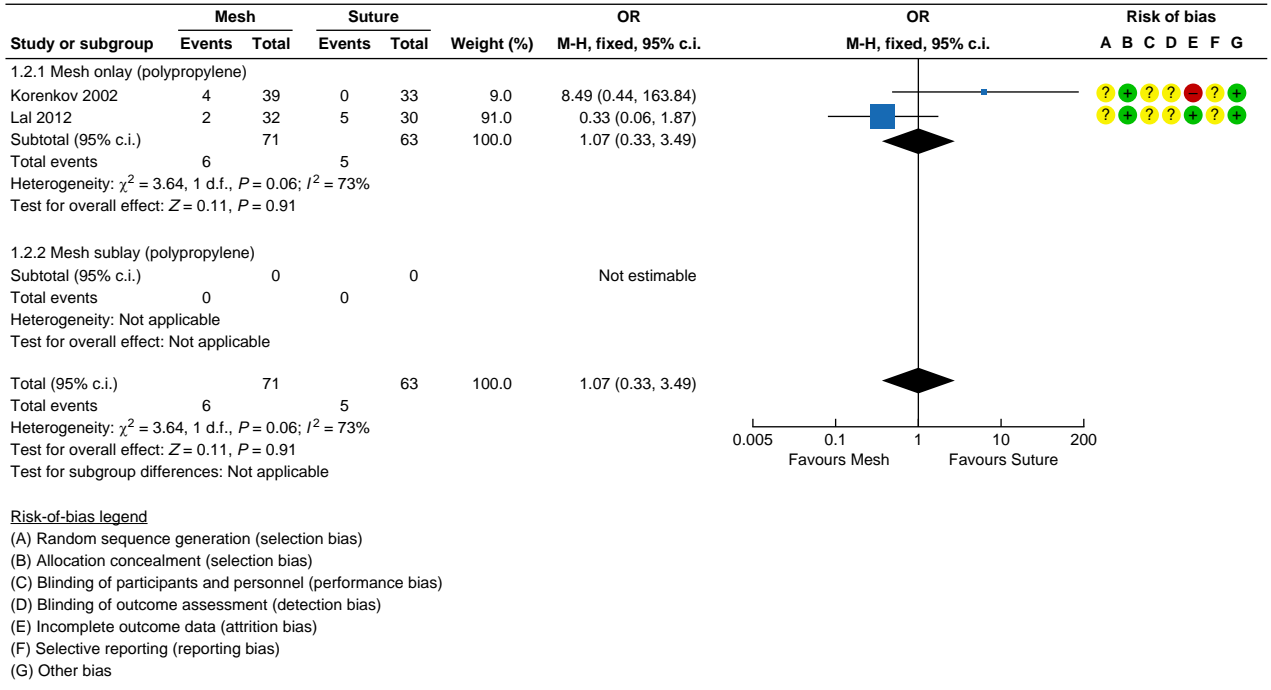 Mesh Suture OR OR Risk of bias
Study or subgroup Events Total Events Total Weight (%) M-H, fixed, 95% c.i. M-H, fixed, 95% c.i. A B C D E F G
1.2.1 Mesh onlay (polypropylene)
Korenkov 2002 4 39 0 33 9.0 8.49 (0.44, 163.84) ? + ? ? – ? +
Lal 2012 2 32 5 30 91.0 0.33 (0.06, 1.87) ? + ? ? + ? +
Subtotal (95% c.i.) 71 63 100.0 1.07 (0.33, 3.49)
Total events 6 5
Heterogeneity: χ² = 3.64, 1 d.f., P = 0.06; I² = 73%
Test for overall effect: Z = 0.11, P = 0.91
1.2.2 Mesh sublay (polypropylene)
Subtotal (95% c.i.) 0 0 Not estimable
Total events 0 0
Heterogeneity: Not applicable
Test for overall effect: Not applicable
Total (95% c.i.) 71 63 100.0 1.07 (0.33, 3.49)
Total events 6 5
Heterogeneity: χ² = 3.64, 1 d.f., P = 0.06; I² = 73%
Test for overall effect: Z = 0.11, P = 0.91
Test for subgroup differences: Not applicable
0.005 0.1 1 10 200
Favours Mesh Favours Suture
Risk-of-bias legend
(A) Random sequence generation (selection bias)
(B) Allocation concealment (selection bias)
(C) Blinding of participants and personnel (performance bias)
(D) Blinding of outcome assessment (detection bias)
(E) Incomplete outcome data (attrition bias)
(F) Selective reporting (reporting bias)
(G) Other bias